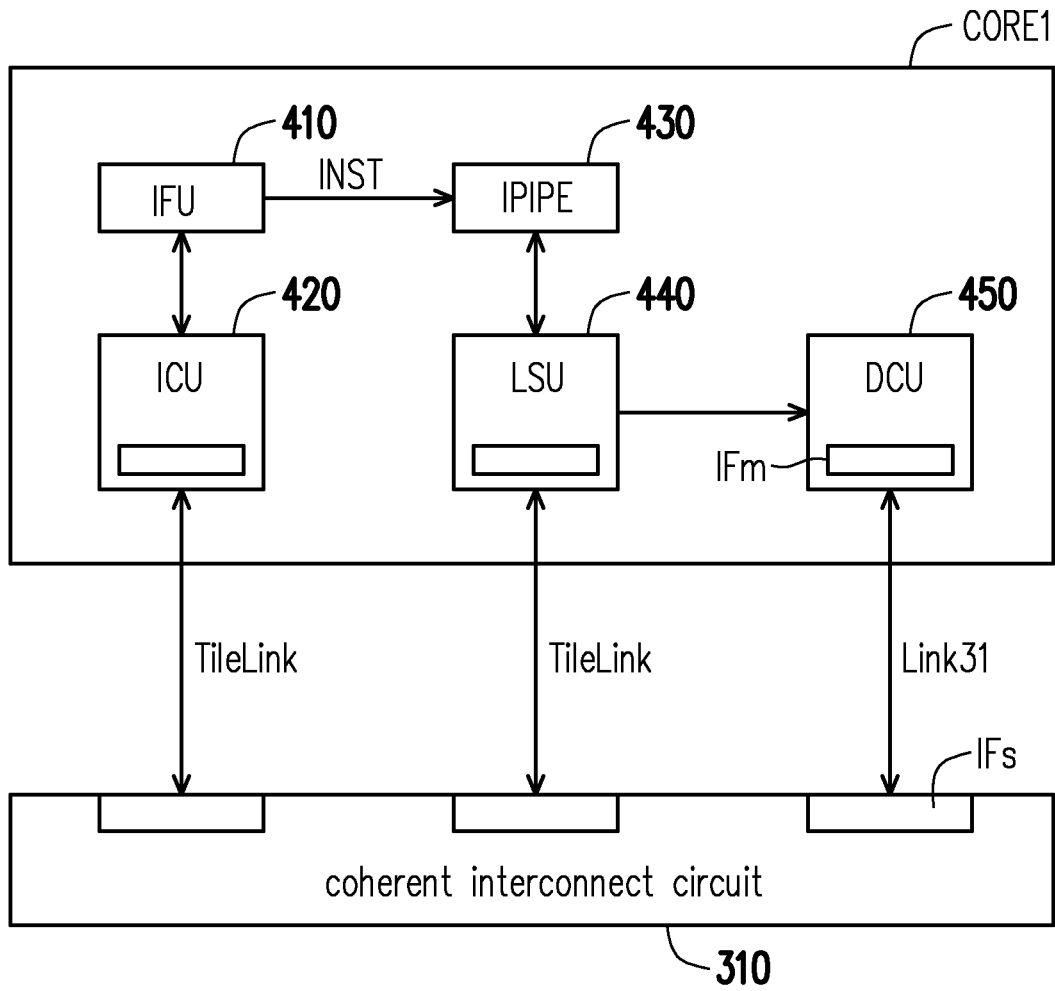 CORE1
410
430
IFU
INST
IPIPE
420
440
450
ICU
LSU
DCU
IFm
TileLink
TileLink
Link31
IFs
coherent interconnect circuit
310